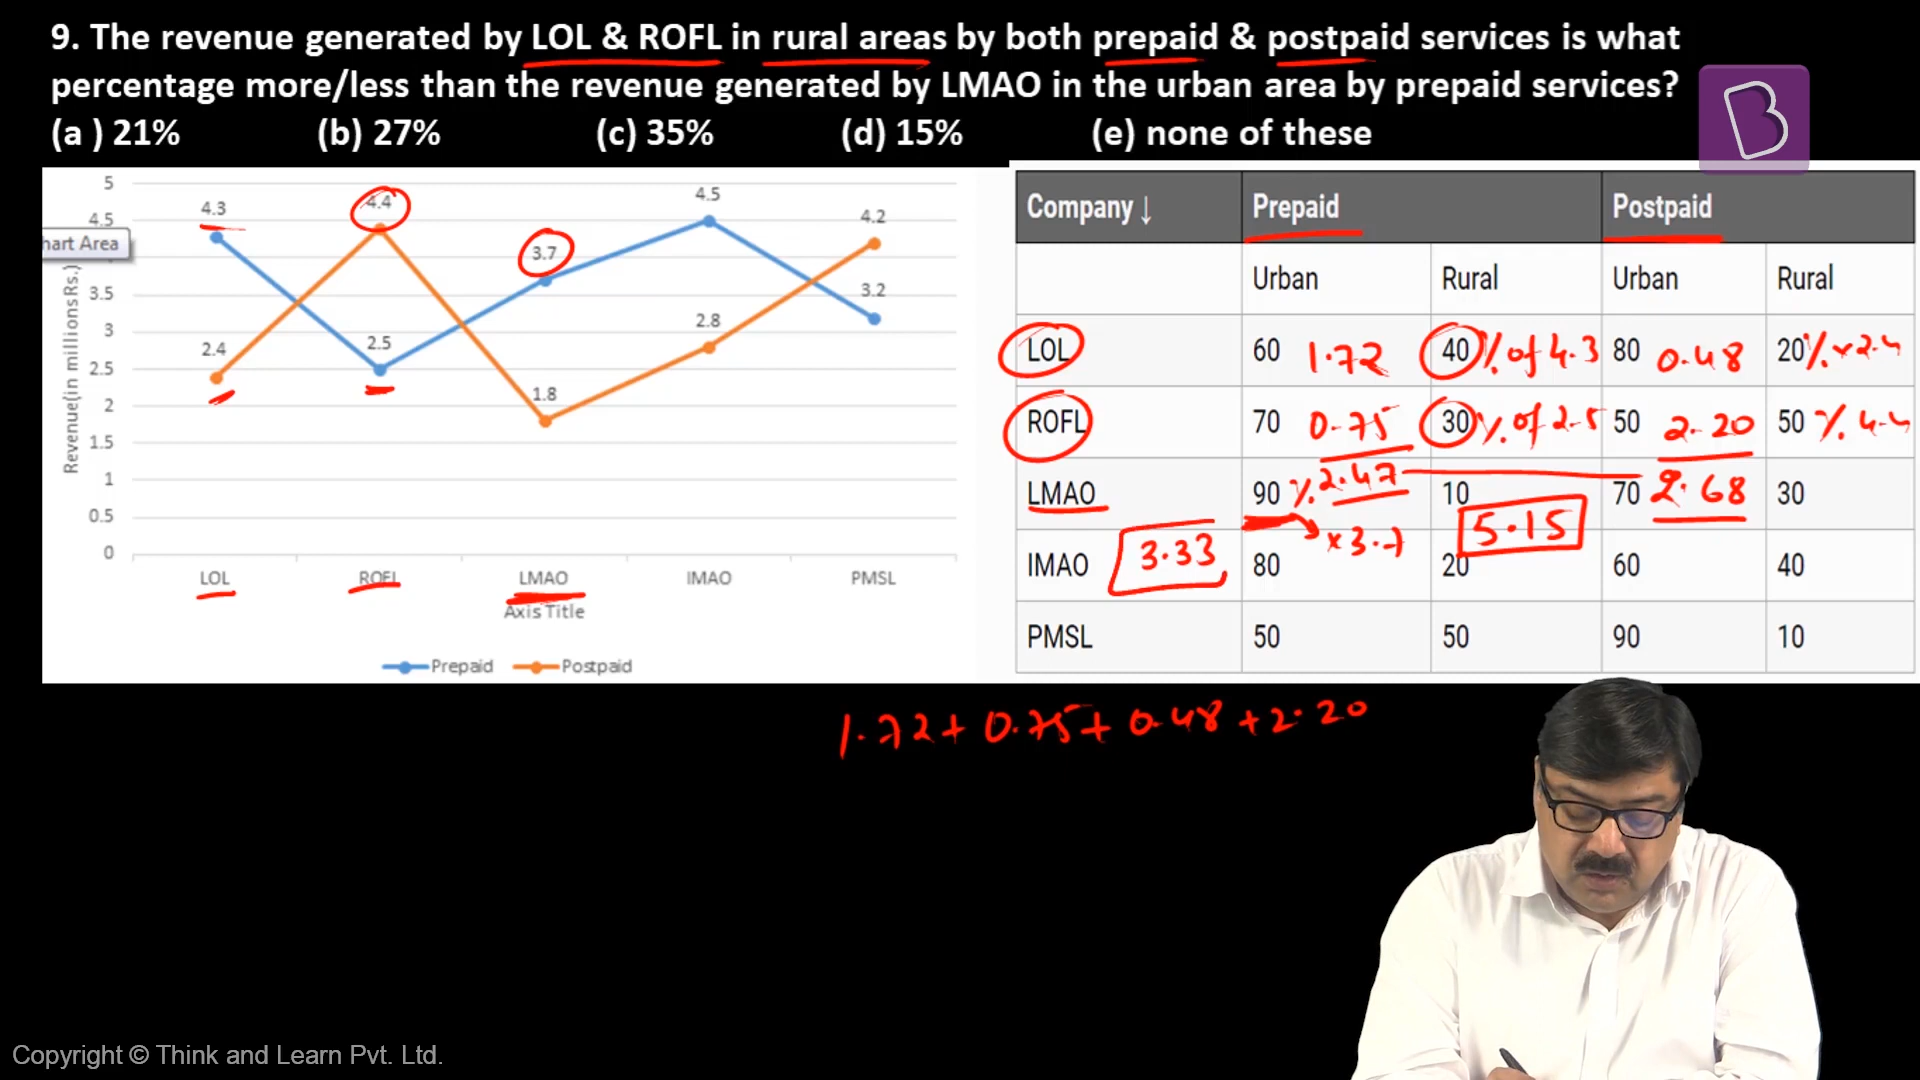 9. The revenue generated by LOL & ROFL in rural areas by both prepaid & postpaid services is what
percentage more/less than the revenue generated by LMAO in the urban area by prepaid services?
(a ) 21% (b) 27% (c) 35% (d) 15% (e) none of these
B
5
4.5
3.5
3
2.5
2
1.5
1
0.5
0
hart Area
Revenue(in millionsRs.)
4.3 4.4 3.7 4.5 4.2
2.4 2.5 1.8 2.8 3.2
LOL ROFL LMAO IMAO PMSL
Axis Title
Prepaid Postpaid
Company ↓ Prepaid Postpaid
Urban Rural Urban Rural
LOL 60 1.72 40 % of 4.3 80 0.48 20 % x 2.4
ROFL 70 0.75 30 % of 2.5 50 2.20 50 % 4.4
LMAO 90 % 2.47 10 70 2.68 30
x 3.7 5.15
IMAO 3.33 80 20 60 40
PMSL 50 50 90 10
1.72 + 0.75 + 0.48 + 2.20
Copyright © Think and Learn Pvt. Ltd.